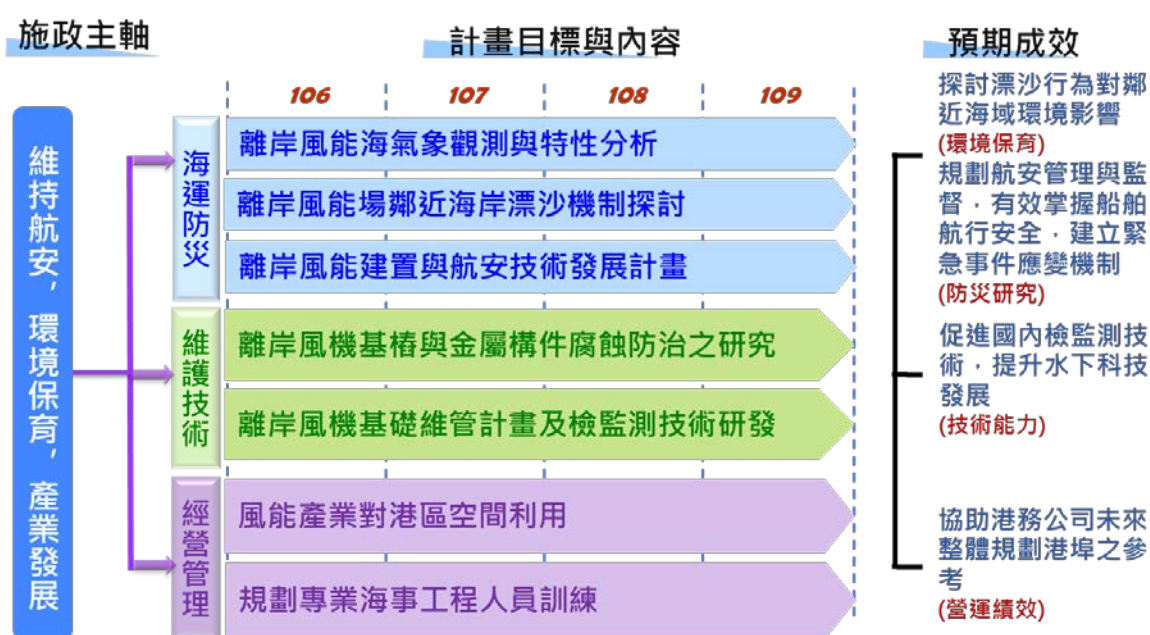 施政主軸
計畫目標與內容
預期成效
106 107 108 109
維持航安,環境保育,產業發展
海運防災
離岸風能海氣象觀測與特性分析
離岸風能場鄰近海岸漂沙機制探討
離岸風能建置與航安技術發展計畫
維護技術
離岸風機基樁與金屬構件腐蝕防治之研究
離岸風機基礎維管計畫及檢監測技術研發
經營管理
風能產業對港區空間利用
規劃專業海事工程人員訓練
探討漂沙行為對鄰
近海域環境影響
(環境保育)
規劃航安管理與監
督,有效掌握船舶
航行安全,建立緊
急事件應變機制
(防災研究)
促進國內檢監測技
術,提升水下科技
發展
(技術能力)
協助港務公司未來
整體規劃港埠之參
考
(營運績效)